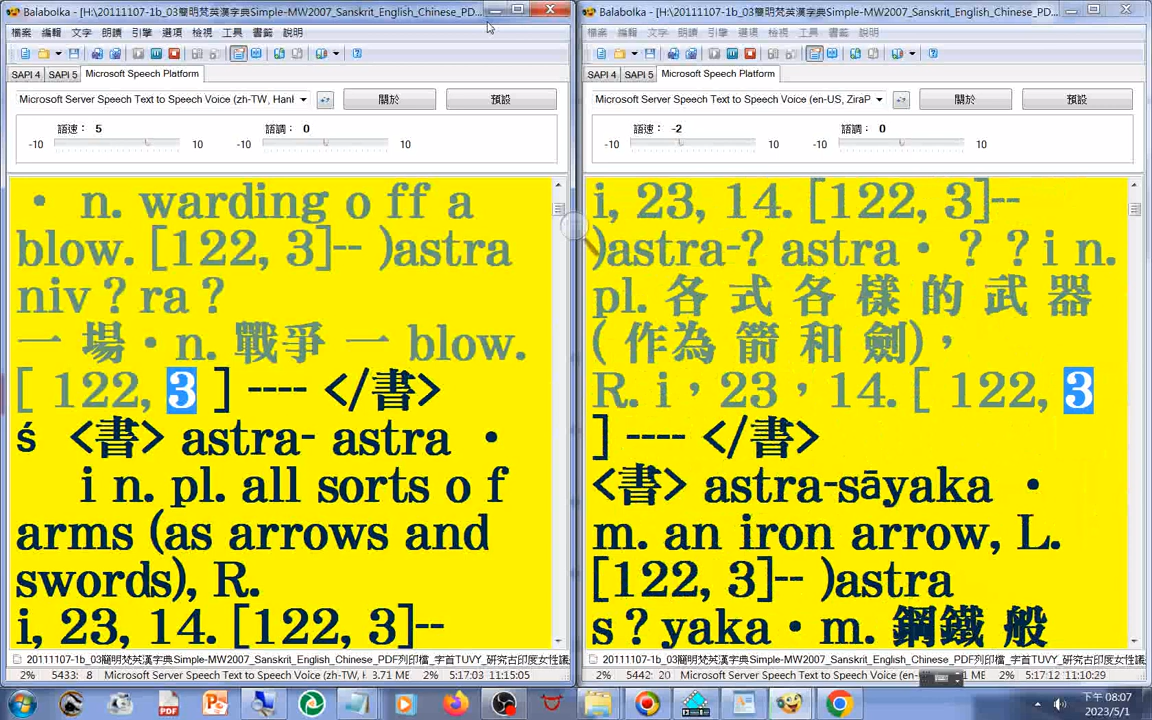 Balabolka - [H:\20111107-1b_03簡明梵英漢字典Simple-MW2007_Sanskrit_English_Chinese_PD...
檔案 編輯 文字 朗讀 引擎 選項 檢視 工具 書籤 說明
SAPI 4 SAPI 5 Microsoft Speech Platform
Microsoft Server Speech Text to Speech Voice (zh-TW, Hanl
關於 預設
語速: 5 語調: 0
-10 10 -10 10
• n. warding o ff a
blow. [122, 3]-- )astra
niv ? ra ?
一 場 • n. 戰爭 一 blow.
[ 122, 3 ] ---- </書>
ś <書> astra- astra •
i n. pl. all sorts o f
arms (as arrows and
swords), R.
i, 23, 14. [122, 3]--
20111107-1b_03簡明梵英漢字典Simple-MW2007_Sanskrit_English_Chinese_PDF列印檔_字首TUVY_研究古印度女性議
2% 5433: 8 Microsoft Server Speech Text to Speech Voice (zh-TW, 3.71 ME 2% 5:17:03 11:15:05
Balabolka - [H:\20111107-1b_03簡明梵英漢字典Simple-MW2007_Sanskrit_English_Chinese_PD...
檔案 編輯 文字 朗讀 引擎 選項 檢視 工具 書籤 說明
SAPI 4 SAPI 5 Microsoft Speech Platform
Microsoft Server Speech Text to Speech Voice (en-US, ZiraP
關於 預設
語速: -2 語調: 0
-10 10 -10 10
i, 23, 14. [122, 3]--
)astra-? astra • ? ? i n.
pl. 各 式 各 樣 的 武 器
( 作為 箭 和 劍),
R. i,23,14. [ 122, 3
] ---- </書>
<書> astra-sāyaka •
m. an iron arrow, L.
[122, 3]-- )astra
s ? yaka • m. 鋼鐵 般
20111107-1b_03簡明梵英漢字典Simple-MW2007_Sanskrit_English_Chinese_PDF列印檔_字首TUVY_研究古印度女性議
2% 5442: 20 Microsoft Server Speech Text to Speech Voice (en- ME 2% 5:17:12 11:10:29
下午 08:07
2023/5/1